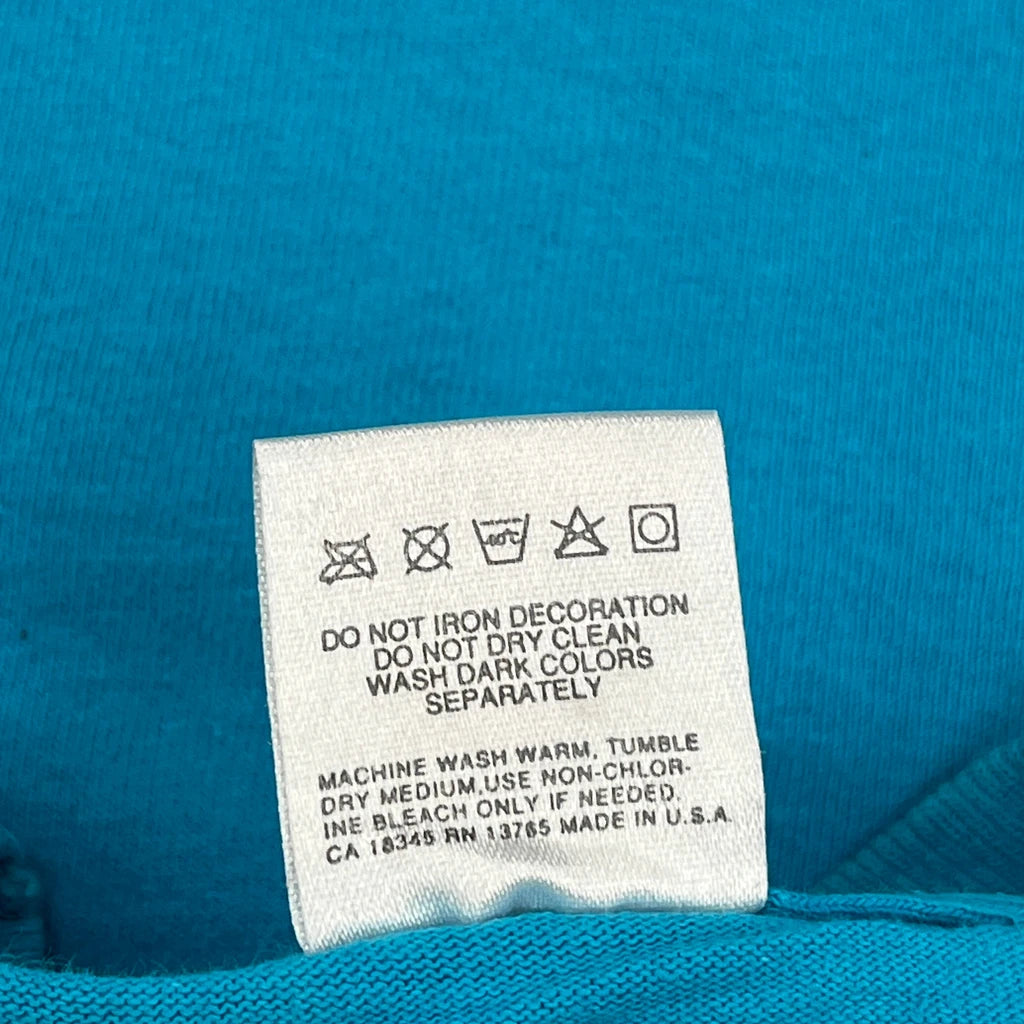 60°C
DO NOT IRON DECORATION
DO NOT DRY CLEAN
WASH DARK COLORS
SEPARATELY
MACHINE WASH WARM, TUMBLE
DRY MEDIUM,USE NON-CHLOR-
INE BLEACH ONLY IF NEEDED.
CA 18345 RN 13765 MADE IN U.S.A.